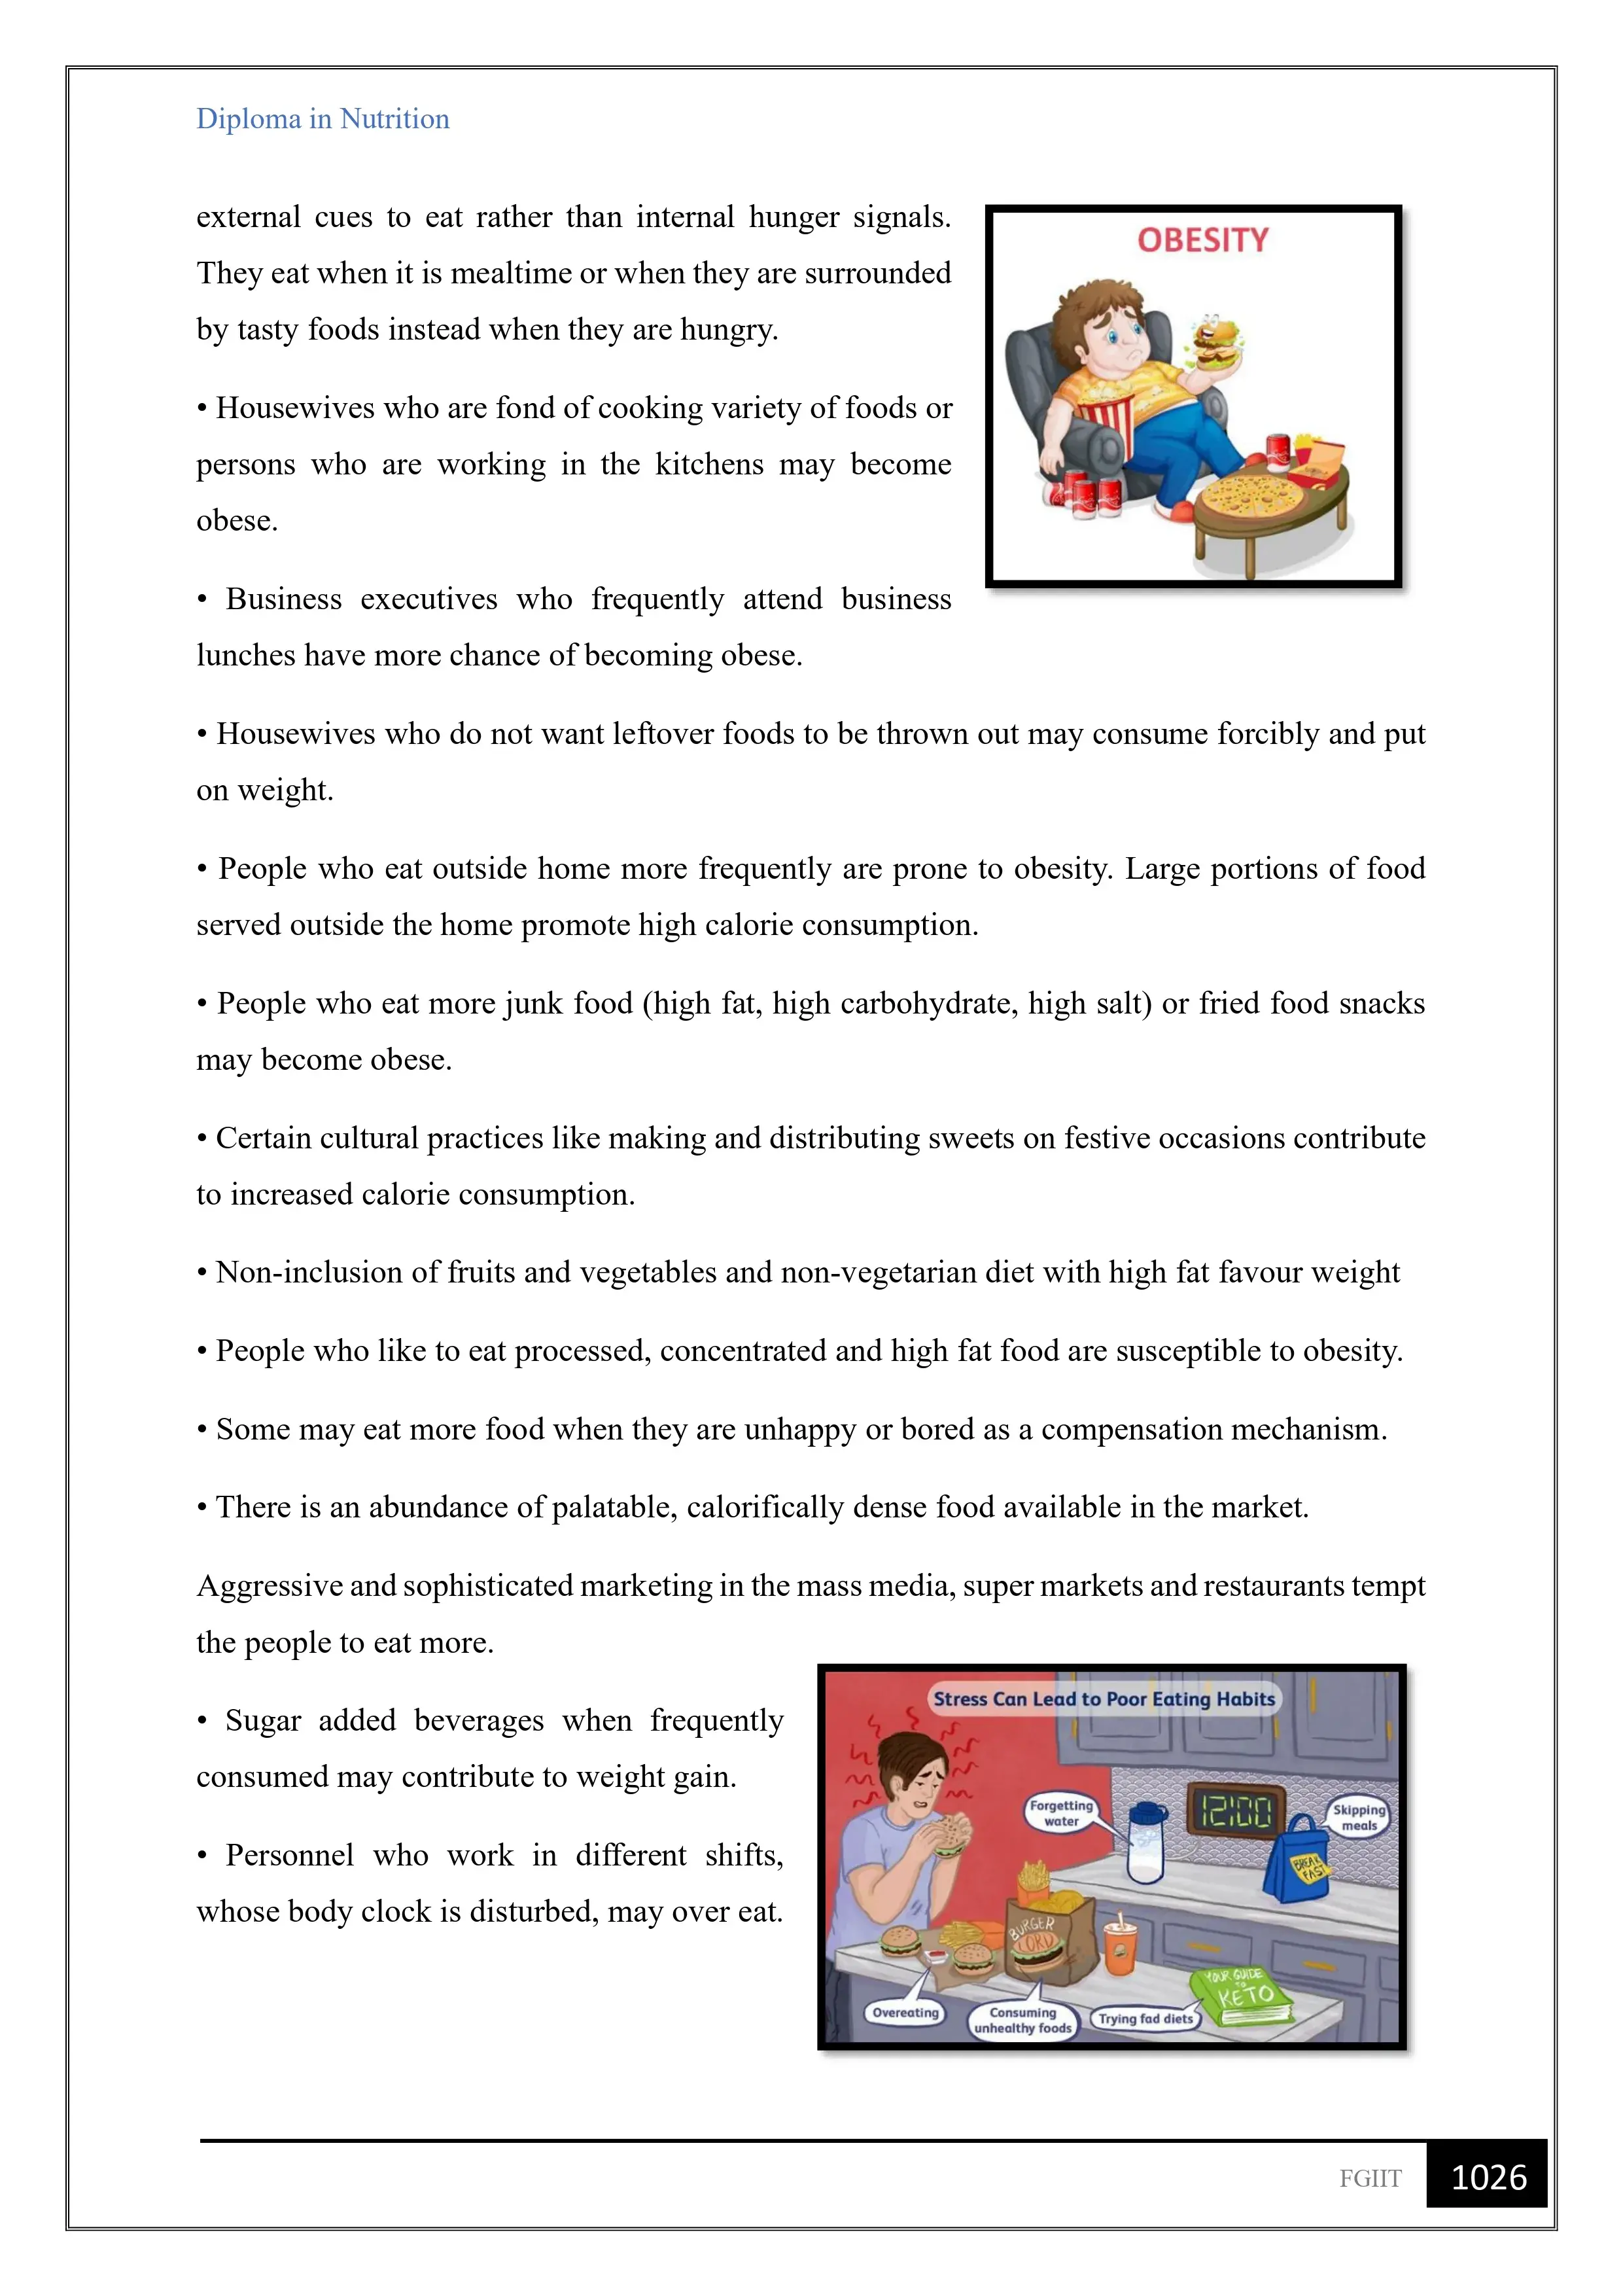 Diploma in Nutrition
external cues to eat rather than internal hunger signals.
They eat when it is mealtime or when they are surrounded
by tasty foods instead when they are hungry.
• Housewives who are fond of cooking variety of foods or
persons who are working in the kitchens may become
obese.
• Business executives who frequently attend business
lunches have more chance of becoming obese.
OBESITY
• Housewives who do not want leftover foods to be thrown out may consume forcibly and put
on weight.
• People who eat outside home more frequently are prone to obesity. Large portions of food
served outside the home promote high calorie consumption.
• People who eat more junk food (high fat, high carbohydrate, high salt) or fried food snacks
may become obese.
• Certain cultural practices like making and distributing sweets on festive occasions contribute
to increased calorie consumption.
• Non-inclusion of fruits and vegetables and non-vegetarian diet with high fat favour weight
• People who like to eat processed, concentrated and high fat food are susceptible to obesity.
• Some may eat more food when they are unhappy or bored as a compensation mechanism.
• There is an abundance of palatable, calorifically dense food available in the market.
Aggressive and sophisticated marketing in the mass media, super markets and restaurants tempt
the people to eat more.
• Sugar added beverages when frequently
consumed may contribute to weight gain.
• Personnel who work in different shifts,
whose body clock is disturbed, may over eat.
Stress Can Lead to Poor Eating Habits
Forgetting
water
12:00
Skipping
meals
BREAK
FAST
BURGER
LORD
YOUR GUIDE
TO
KETO
Overeating
Consuming
unhealthy foods
Trying fad diets
FGIIT
1026